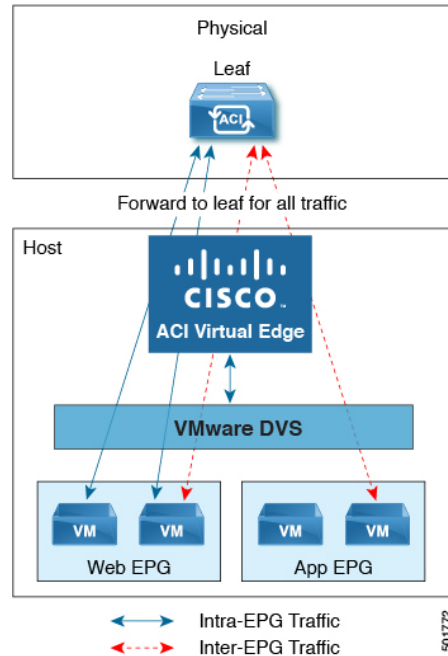 Physical
Leaf
ACI
Forward to leaf for all traffic
Host
CISCO
ACI Virtual Edge
VMware DVS
VM
VM
VM
VM
Web EPG
App EPG
Intra-EPG Traffic
Inter-EPG Traffic
501772